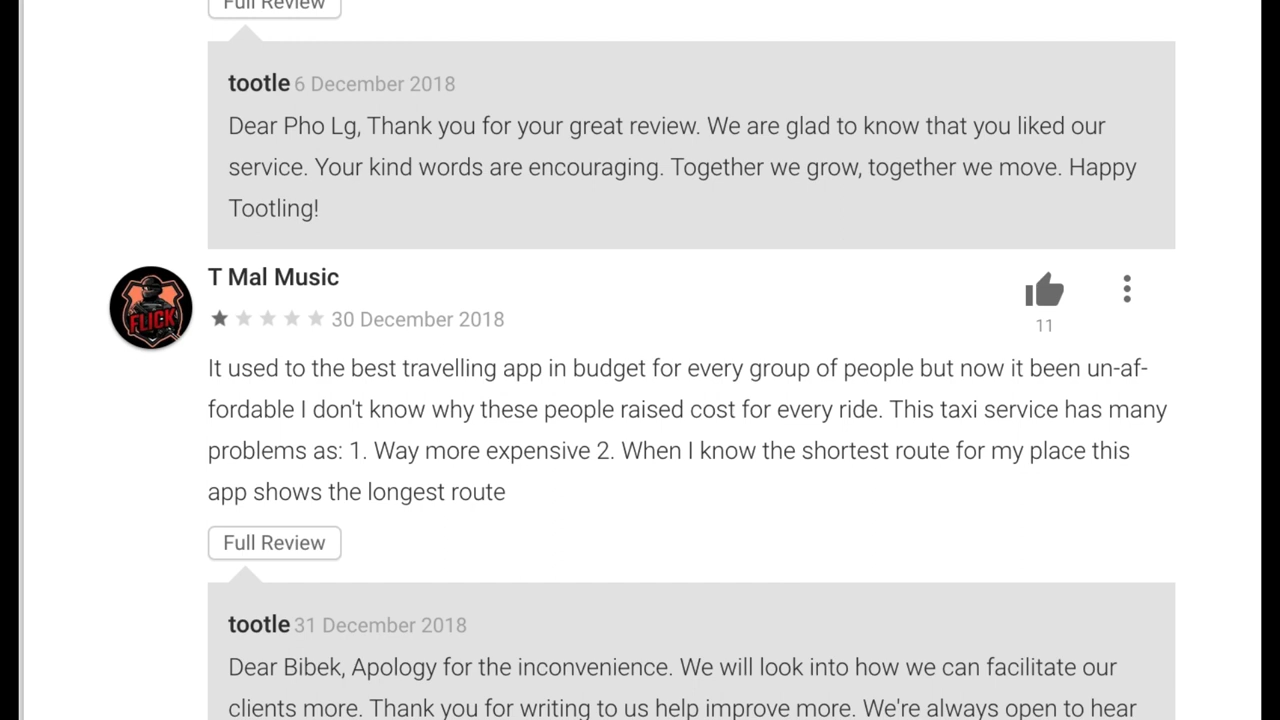 Full Review
tootle 6 December 2018
Dear Pho Lg, Thank you for your great review. We are glad to know that you liked our
service. Your kind words are encouraging. Together we grow, together we move. Happy
Tootling!
T Mal Music
30 December 2018
11
It used to the best travelling app in budget for every group of people but now it been un-af-
fordable I don't know why these people raised cost for every ride. This taxi service has many
problems as: 1. Way more expensive 2. When I know the shortest route for my place this
app shows the longest route
FLICK
Full Review
tootle 31 December 2018
Dear Bibek, Apology for the inconvenience. We will look into how we can facilitate our
clients more. Thank you for writing to us help improve more. We're always open to hear